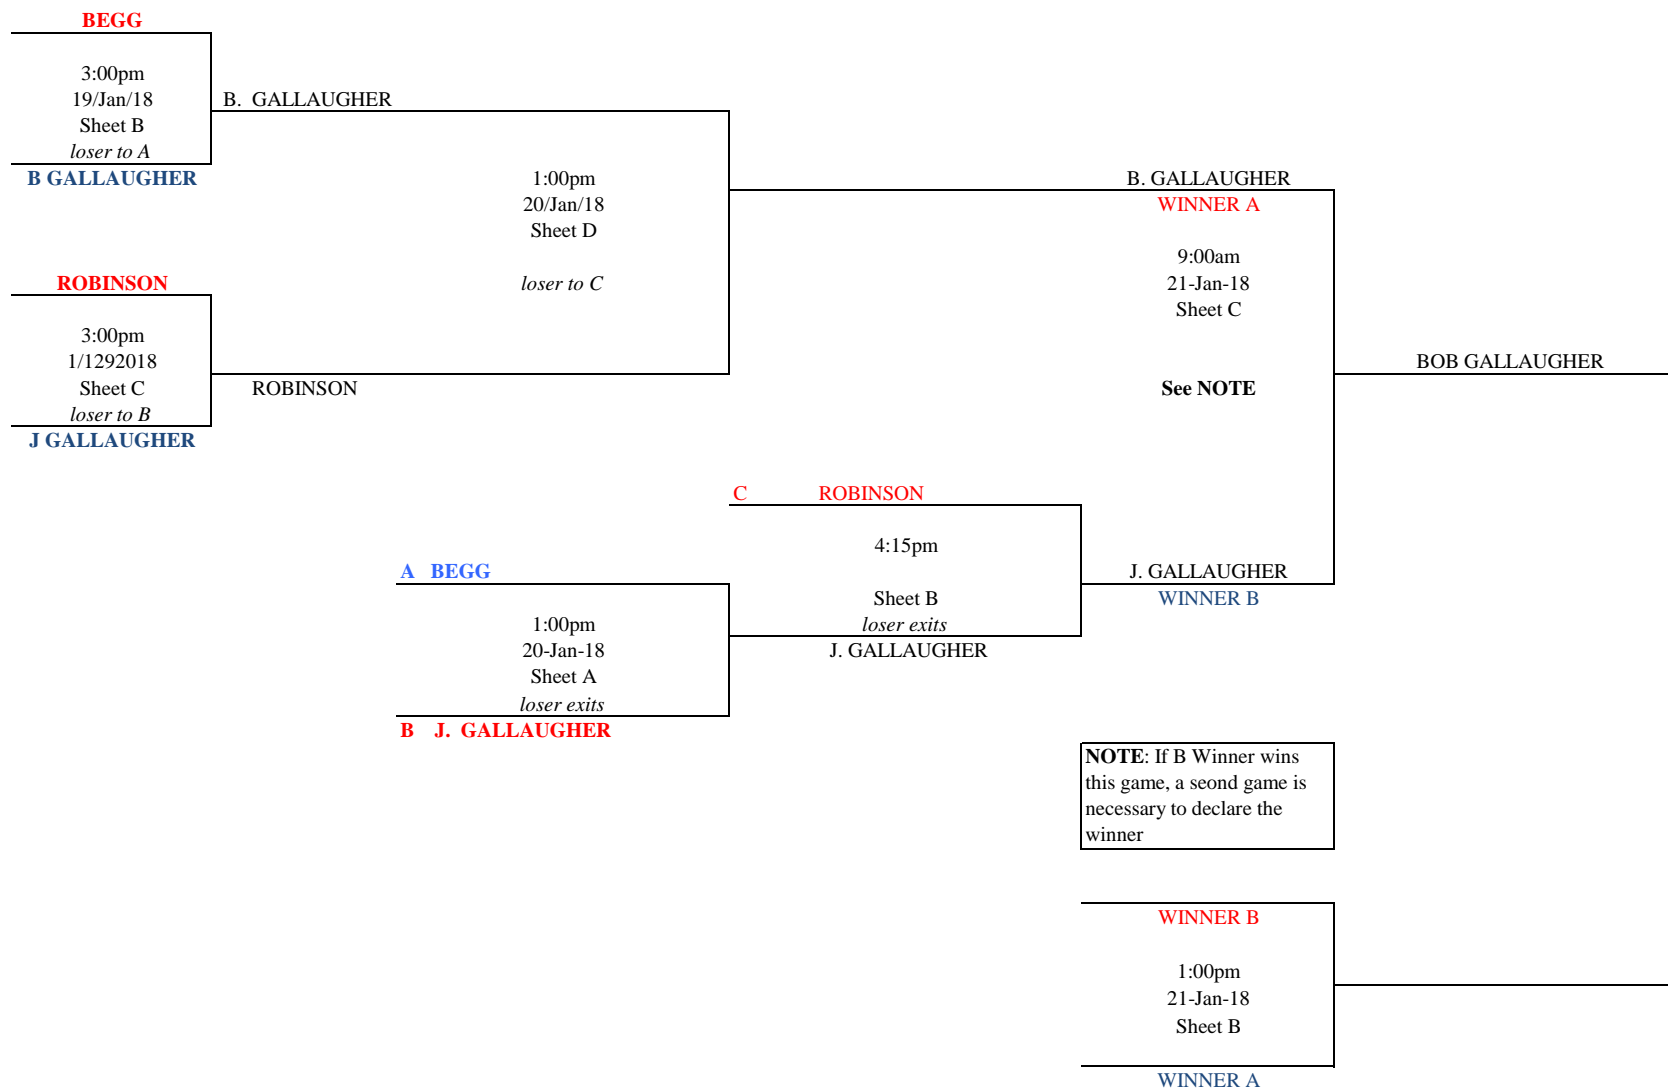 BEGG
3:00pm
19/Jan/18
Sheet B
loser to A
B GALLAUGHER
B. GALLAUGHER
1:00pm
20/Jan/18
Sheet D
loser to C
ROBINSON
3:00pm
1/1292018
Sheet C
loser to B
J GALLAUGHER
ROBINSON
B. GALLAUGHER
WINNER A
9:00am
21-Jan-18
Sheet C
See NOTE
BOB GALLAUGHER
C ROBINSON
4:15pm
Sheet B
loser exits
J. GALLAUGHER
J. GALLAUGHER
WINNER B
A BEGG
1:00pm
20-Jan-18
Sheet A
loser exits
B J. GALLAUGHER
NOTE: If B Winner wins
this game, a seond game is
necessary to declare the
winner
WINNER B
1:00pm
21-Jan-18
Sheet B
WINNER A